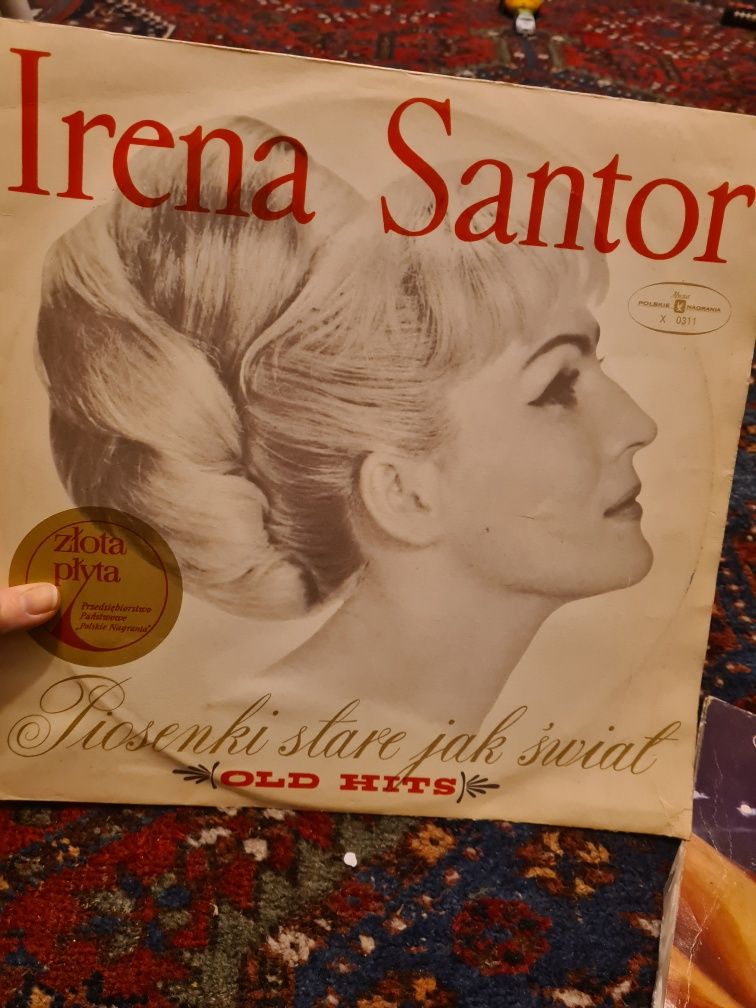 Irena Santor
Muza
POLSKIE NAGRANIA
X 0311
złota
płyta
Przedsiębiorstwo
Państwowe
„Polskie Nagrania"
Piosenki stare jak świat
OLD HITS